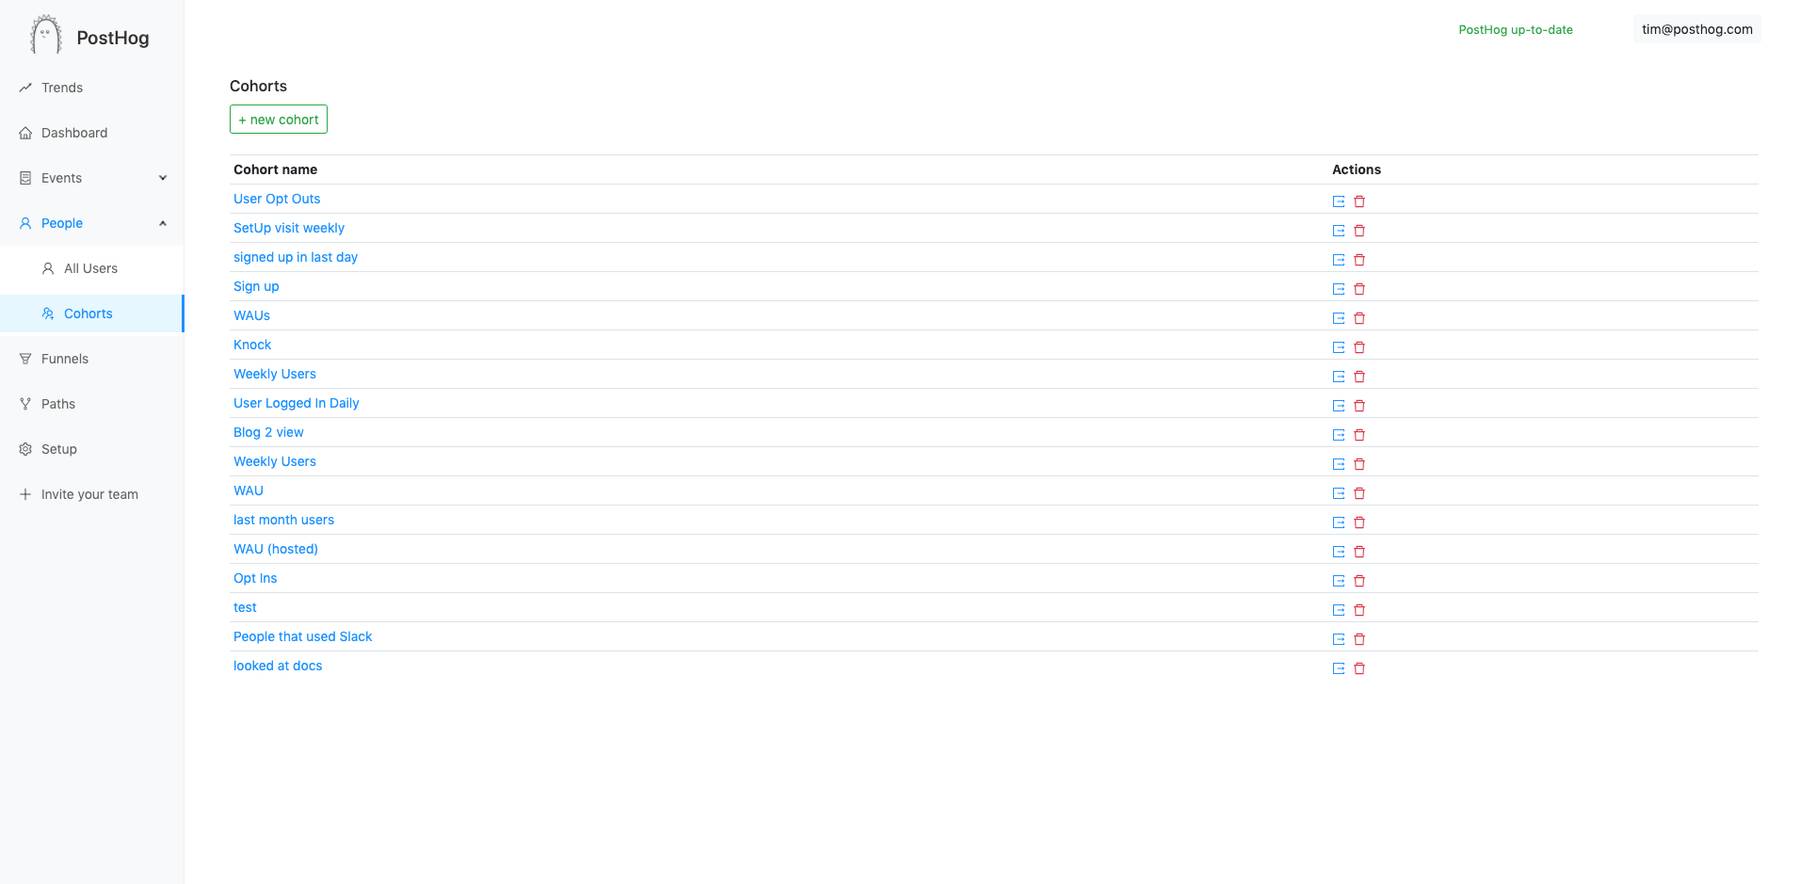 PostHog
Trends
Dashboard
Events
People
All Users
Cohorts
Funnels
Paths
Setup
Invite your team
PostHog up-to-date
tim@posthog.com
Cohorts
+ new cohort
Cohort name Actions
User Opt Outs
SetUp visit weekly
signed up in last day
Sign up
WAUs
Knock
Weekly Users
User Logged In Daily
Blog 2 view
Weekly Users
WAU
last month users
WAU (hosted)
Opt Ins
test
People that used Slack
looked at docs